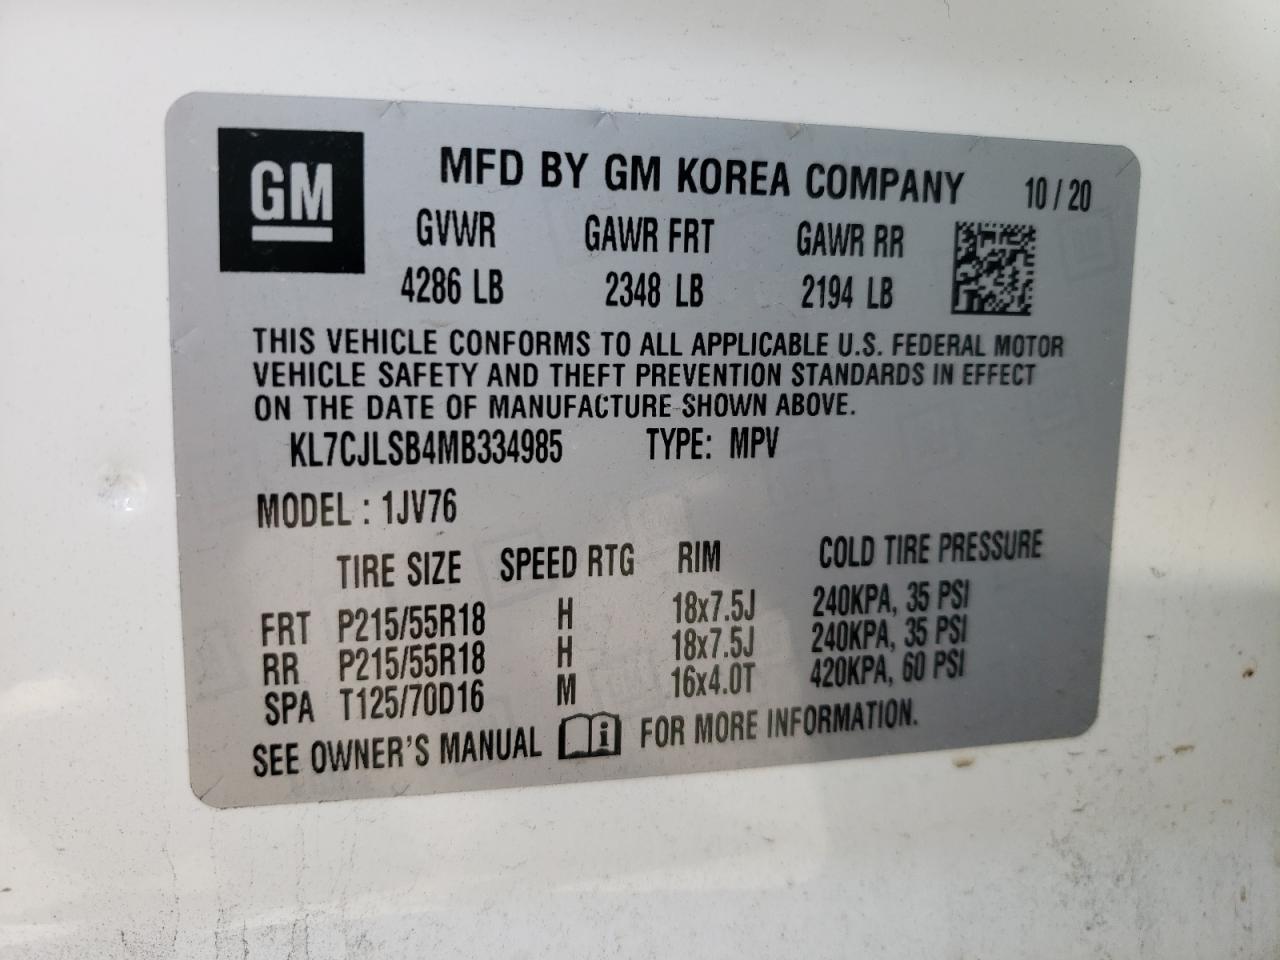 GM
MFD BY GM KOREA COMPANY 10 / 20
GVWR GAWR FRT GAWR RR
4286 LB 2348 LB 2194 LB
THIS VEHICLE CONFORMS TO ALL APPLICABLE U.S. FEDERAL MOTOR
VEHICLE SAFETY AND THEFT PREVENTION STANDARDS IN EFFECT
ON THE DATE OF MANUFACTURE SHOWN ABOVE.
KL7CJLSB4MB334985 TYPE: MPV
MODEL : 1JV76
TIRE SIZE SPEED RTG RIM COLD TIRE PRESSURE
FRT P215/55R18 H 18x7.5J 240KPA, 35 PSI
RR P215/55R18 H 18x7.5J 240KPA, 35 PSI
SPA T125/70D16 M 16x4.0T 420KPA, 60 PSI
SEE OWNER'S MANUAL i FOR MORE INFORMATION.